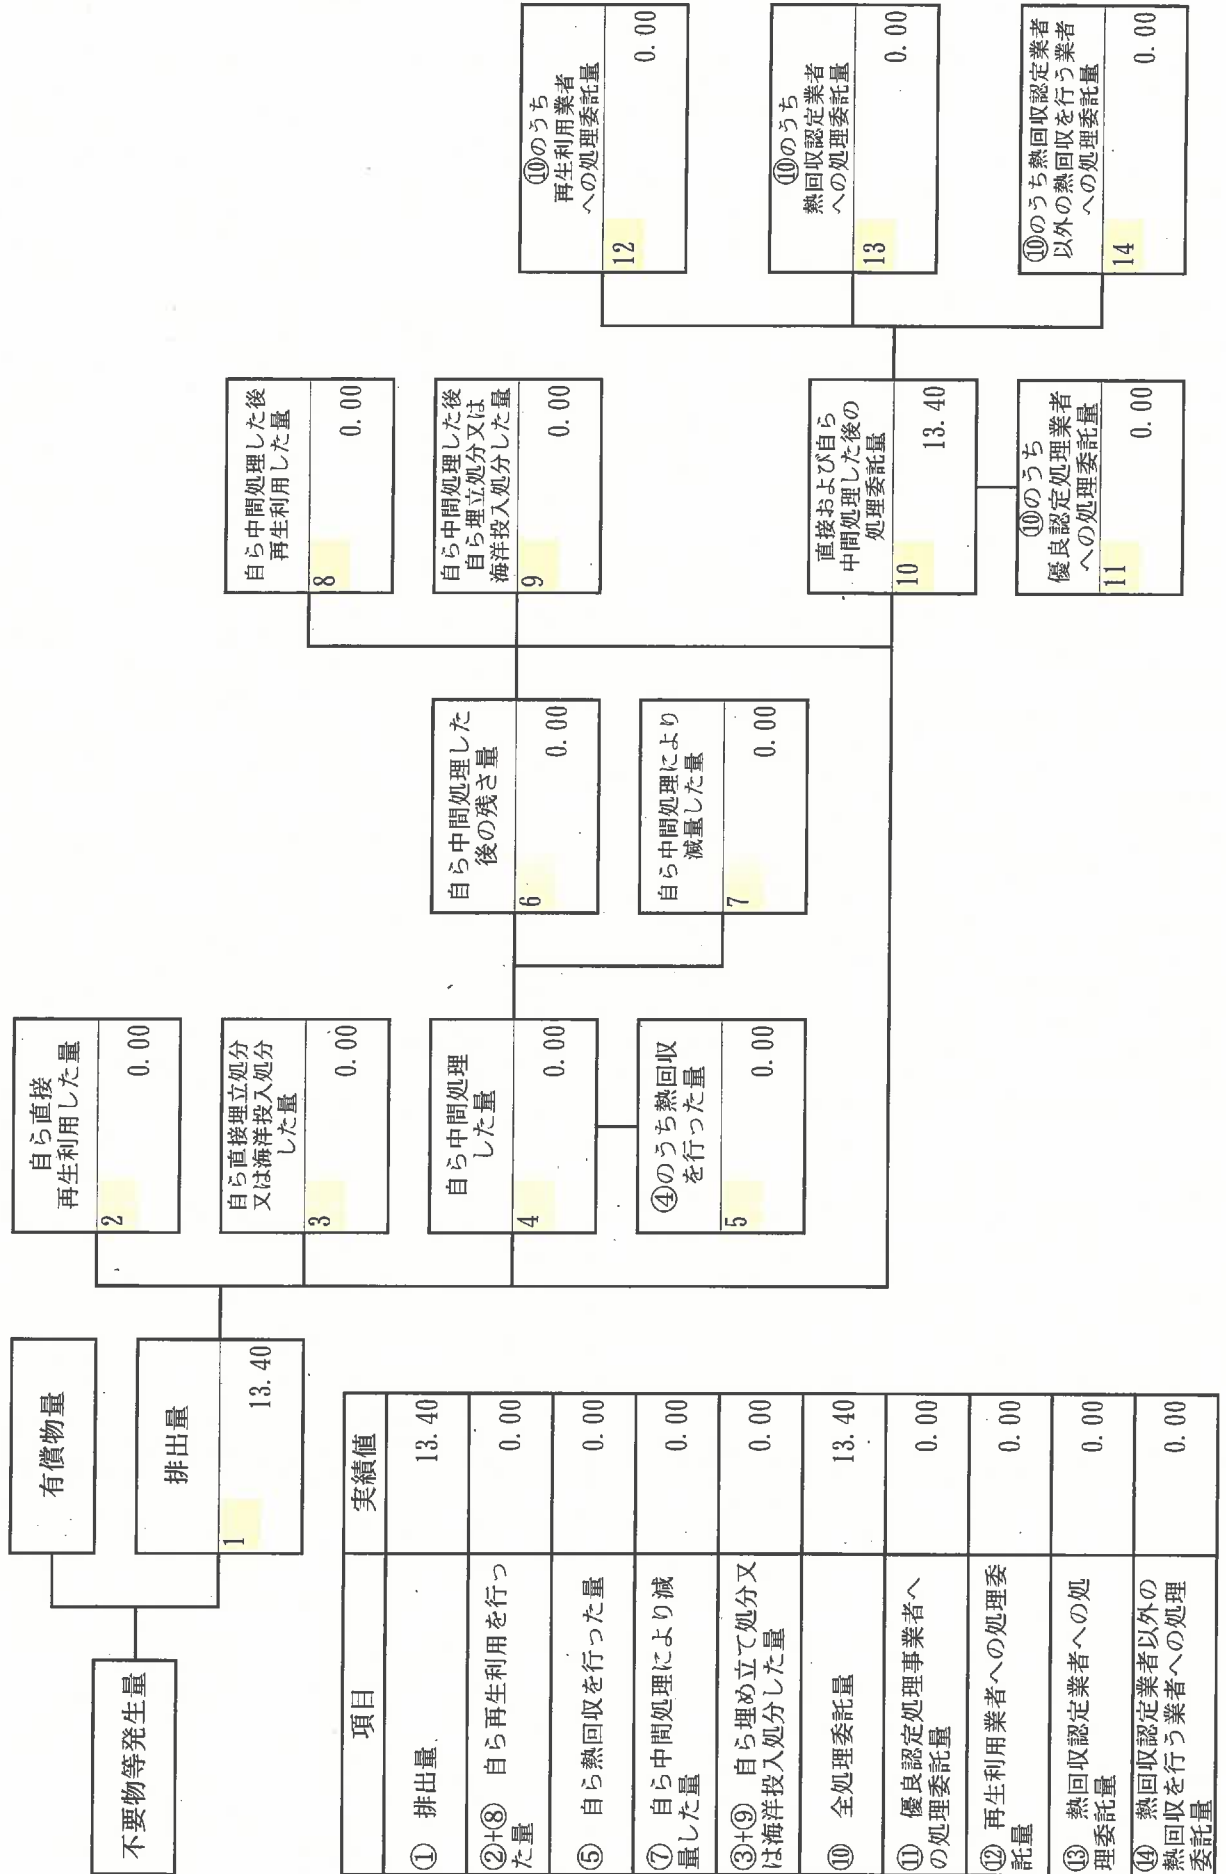 不要物等発生量
有償物量
排出量
1
13.40
自ら直接
再生利用した量
2
0.00
自ら直接埋立処分
又は海洋投入処分
した量
3
0.00
自ら中間処理
した量
4
0.00
④のうち熱回収
を行った量
5
0.00
自ら中間処理した
後の残さ量
6
0.00
自ら中間処理により
減量した量
7
0.00
自ら中間処理した後
再生利用した量
8
0.00
自ら中間処理した後
自ら埋立処分又は
海洋投入処分した量
9
0.00
直接および自ら
中間処理した後の
処理委託量
10
13.40
⑩のうち
優良認定処理業者
への処理委託量
11
0.00
⑩のうち
再生利用業者
への処理委託量
12
0.00
⑩のうち
熱回収認定業者
への処理委託量
13
0.00
⑩のうち熱回収認定業者
以外の熱回収を行う業者
への処理委託量
14
0.00
項目 実績値
① 排出量 13.40
②+⑧ 自ら再生利用を行っ
た量 0.00
⑤ 自ら熱回収を行った量 0.00
⑦ 自ら中間処理により減
量した量 0.00
③+⑨ 自ら埋め立て処分又
は海洋投入処分した量 0.00
⑩ 全処理委託量 13.40
⑪ 優良認定処理事業者へ
の処理委託量 0.00
⑫ 再生利用業者への処理委
託量 0.00
⑬ 熱回収認定業者への処
理委託量 0.00
⑭ 熱回収認定業者以外の
熱回収を行う業者への処理
委託量 0.00